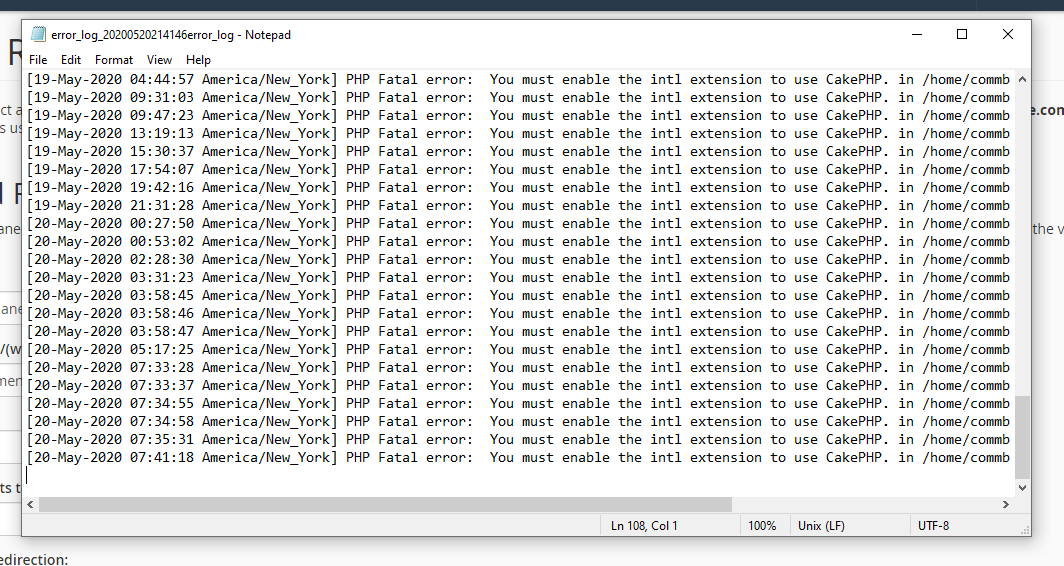 error_log_20200520214146error_log - Notepad
File Edit Format View Help
[19-May-2020 04:44:57 America/New_York] PHP Fatal error:  You must enable the intl extension to use CakePHP. in /home/commb
[19-May-2020 09:31:03 America/New_York] PHP Fatal error:  You must enable the intl extension to use CakePHP. in /home/commb
[19-May-2020 09:47:23 America/New_York] PHP Fatal error:  You must enable the intl extension to use CakePHP. in /home/commb
[19-May-2020 13:19:13 America/New_York] PHP Fatal error:  You must enable the intl extension to use CakePHP. in /home/commb
[19-May-2020 15:30:37 America/New_York] PHP Fatal error:  You must enable the intl extension to use CakePHP. in /home/commb
[19-May-2020 17:54:07 America/New_York] PHP Fatal error:  You must enable the intl extension to use CakePHP. in /home/commb
[19-May-2020 19:42:16 America/New_York] PHP Fatal error:  You must enable the intl extension to use CakePHP. in /home/commb
[19-May-2020 21:31:28 America/New_York] PHP Fatal error:  You must enable the intl extension to use CakePHP. in /home/commb
[20-May-2020 00:27:50 America/New_York] PHP Fatal error:  You must enable the intl extension to use CakePHP. in /home/commb
[20-May-2020 00:53:02 America/New_York] PHP Fatal error:  You must enable the intl extension to use CakePHP. in /home/commb
[20-May-2020 02:28:30 America/New_York] PHP Fatal error:  You must enable the intl extension to use CakePHP. in /home/commb
[20-May-2020 03:31:23 America/New_York] PHP Fatal error:  You must enable the intl extension to use CakePHP. in /home/commb
[20-May-2020 03:58:45 America/New_York] PHP Fatal error:  You must enable the intl extension to use CakePHP. in /home/commb
[20-May-2020 03:58:46 America/New_York] PHP Fatal error:  You must enable the intl extension to use CakePHP. in /home/commb
[20-May-2020 03:58:47 America/New_York] PHP Fatal error:  You must enable the intl extension to use CakePHP. in /home/commb
[20-May-2020 05:17:25 America/New_York] PHP Fatal error:  You must enable the intl extension to use CakePHP. in /home/commb
[20-May-2020 07:33:28 America/New_York] PHP Fatal error:  You must enable the intl extension to use CakePHP. in /home/commb
[20-May-2020 07:33:37 America/New_York] PHP Fatal error:  You must enable the intl extension to use CakePHP. in /home/commb
[20-May-2020 07:34:55 America/New_York] PHP Fatal error:  You must enable the intl extension to use CakePHP. in /home/commb
[20-May-2020 07:34:58 America/New_York] PHP Fatal error:  You must enable the intl extension to use CakePHP. in /home/commb
[20-May-2020 07:35:31 America/New_York] PHP Fatal error:  You must enable the intl extension to use CakePHP. in /home/commb
[20-May-2020 07:41:18 America/New_York] PHP Fatal error:  You must enable the intl extension to use CakePHP. in /home/commb
Ln 108, Col 1 100% Unix (LF) UTF-8
e.com
the v
edirection: